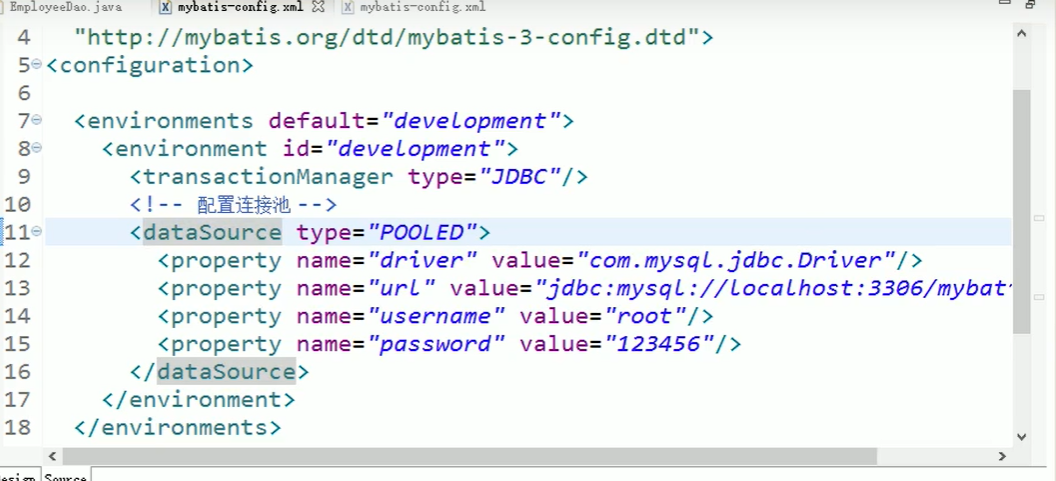 EmployeeDao.java mybatis-config.xml mybatis-config.xml
4 "http://mybatis.org/dtd/mybatis-3-config.dtd">
5 <configuration>
6
7 <environments default="development">
8 <environment id="development">
9 <transactionManager type="JDBC"/>
10 <!-- 配置连接池 -->
11 <dataSource type="POOLED">
12 <property name="driver" value="com.mysql.jdbc.Driver"/>
13 <property name="url" value="jdbc:mysql://localhost:3306/mybat
14 <property name="username" value="root"/>
15 <property name="password" value="123456"/>
16 </dataSource>
17 </environment>
18 </environments>
Source